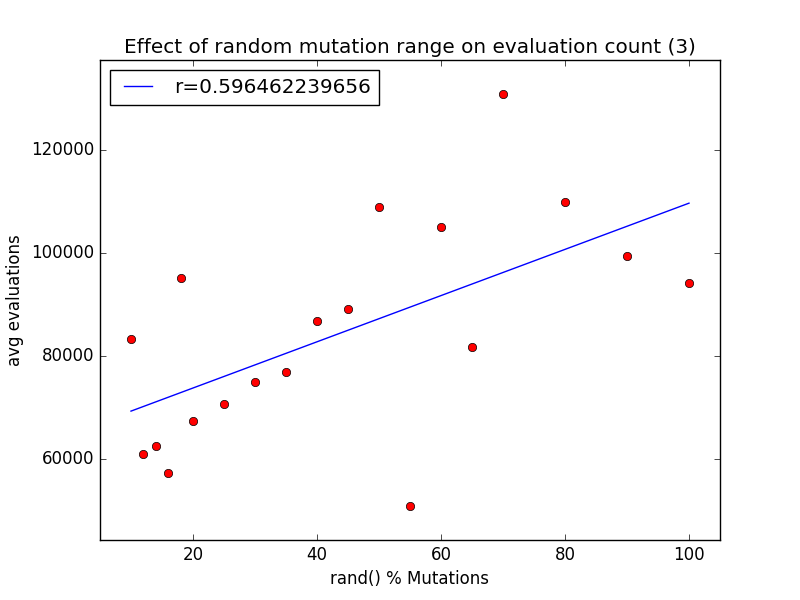 Effect of random mutation range on evaluation count (3)
r=0.596462239656
120000
100000
80000
60000
avg evaluations
20 40 60 80 100
rand() % Mutations